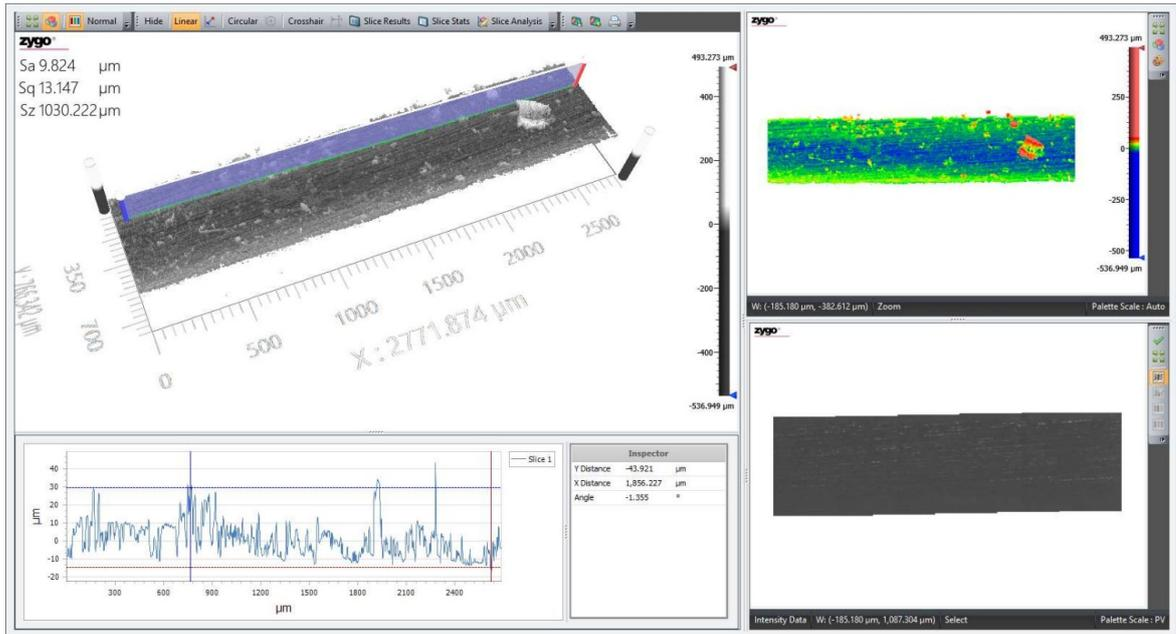 Normal Hide Linear Circular Crosshair Slice Results Slice Stats Slice Analysis
zygo
Sa 9.824 µm
Sq 13.147 µm
Sz 1030.222 µm
493.273 µm
400
200
0
-200
-400
-536.949 µm
350
700
0
500
1000
1500
2000
2500
X : 2771.874 µm
zygo
493.273 µm
250
0
-250
-500
-536.949 µm
W: (-185.180 µm, -382.612 µm) Zoom Palette Scale : Auto
zygo
Intensity Data W: (-185.180 µm, 1,087.304 µm) Select Palette Scale : PV
40
30
20
10
0
-10
-20
µm
300 600 900 1200 1500 1800 2100 2400
µm
Slice 1
Inspector
Y Distance -43.921 µm
X Distance 1,856.227 µm
Angle -1.355 °